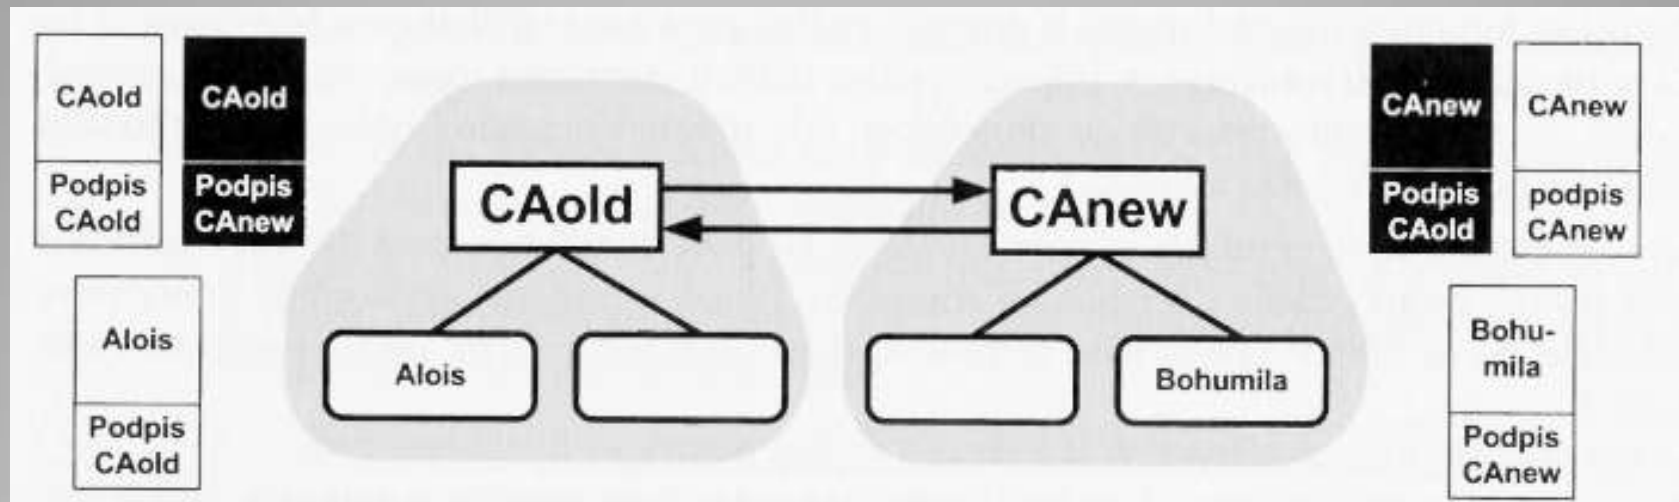 CAold
Podpis
CAold
CAold
Podpis
CAnew
Alois
Podpis
CAold
CAold
CAnew
Alois
Bohumila
CAnew
Podpis
CAold
CAnew
podpis
CAnew
Bohu-
mila
Podpis
CAnew